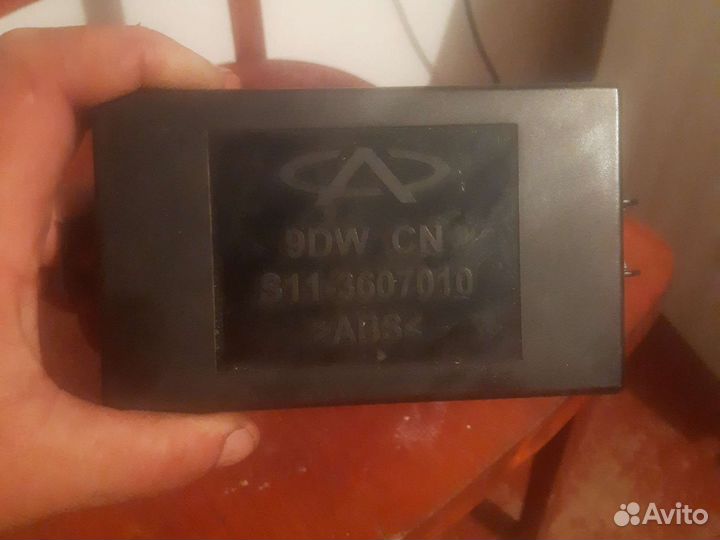 9DW CN
S11-3607010
>ABS<
Avito